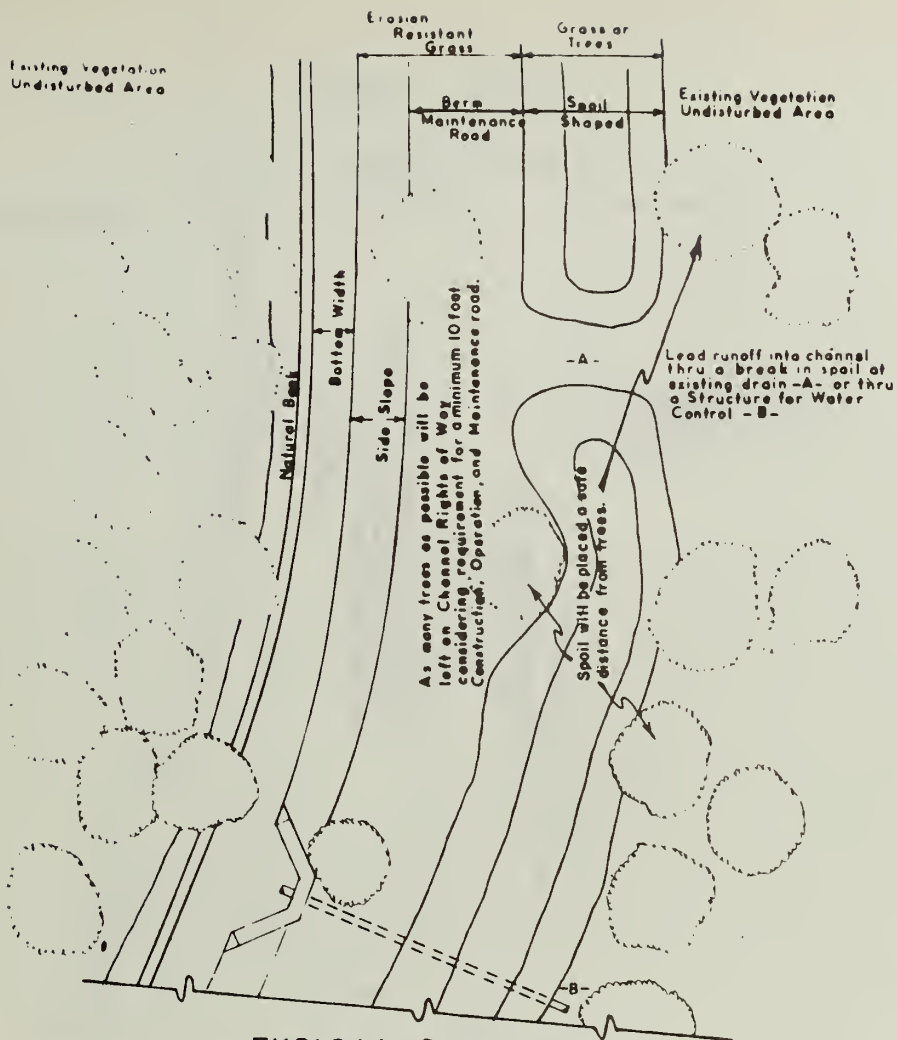 Existing Vegetation
Undisturbed Area
Erosion
Resistant
Grass
Grass or
Trees
Berm
Maintenance
Road
Spoil
Shaped
Existing Vegetation
Undisturbed Area
Natural Bank
Bottom Width
Side Slope
As many trees as possible will be
left on Channel Rights of Way
considering requirement for a minimum 10 foot
Construction, Operation, and Maintenance road.
-A-
Lead runoff into channel
thru a break in spoil at
existing drain -A- or thru
a Structure for Water
Control -B-
Spoil will be placed a safe
distance from trees.
-B-